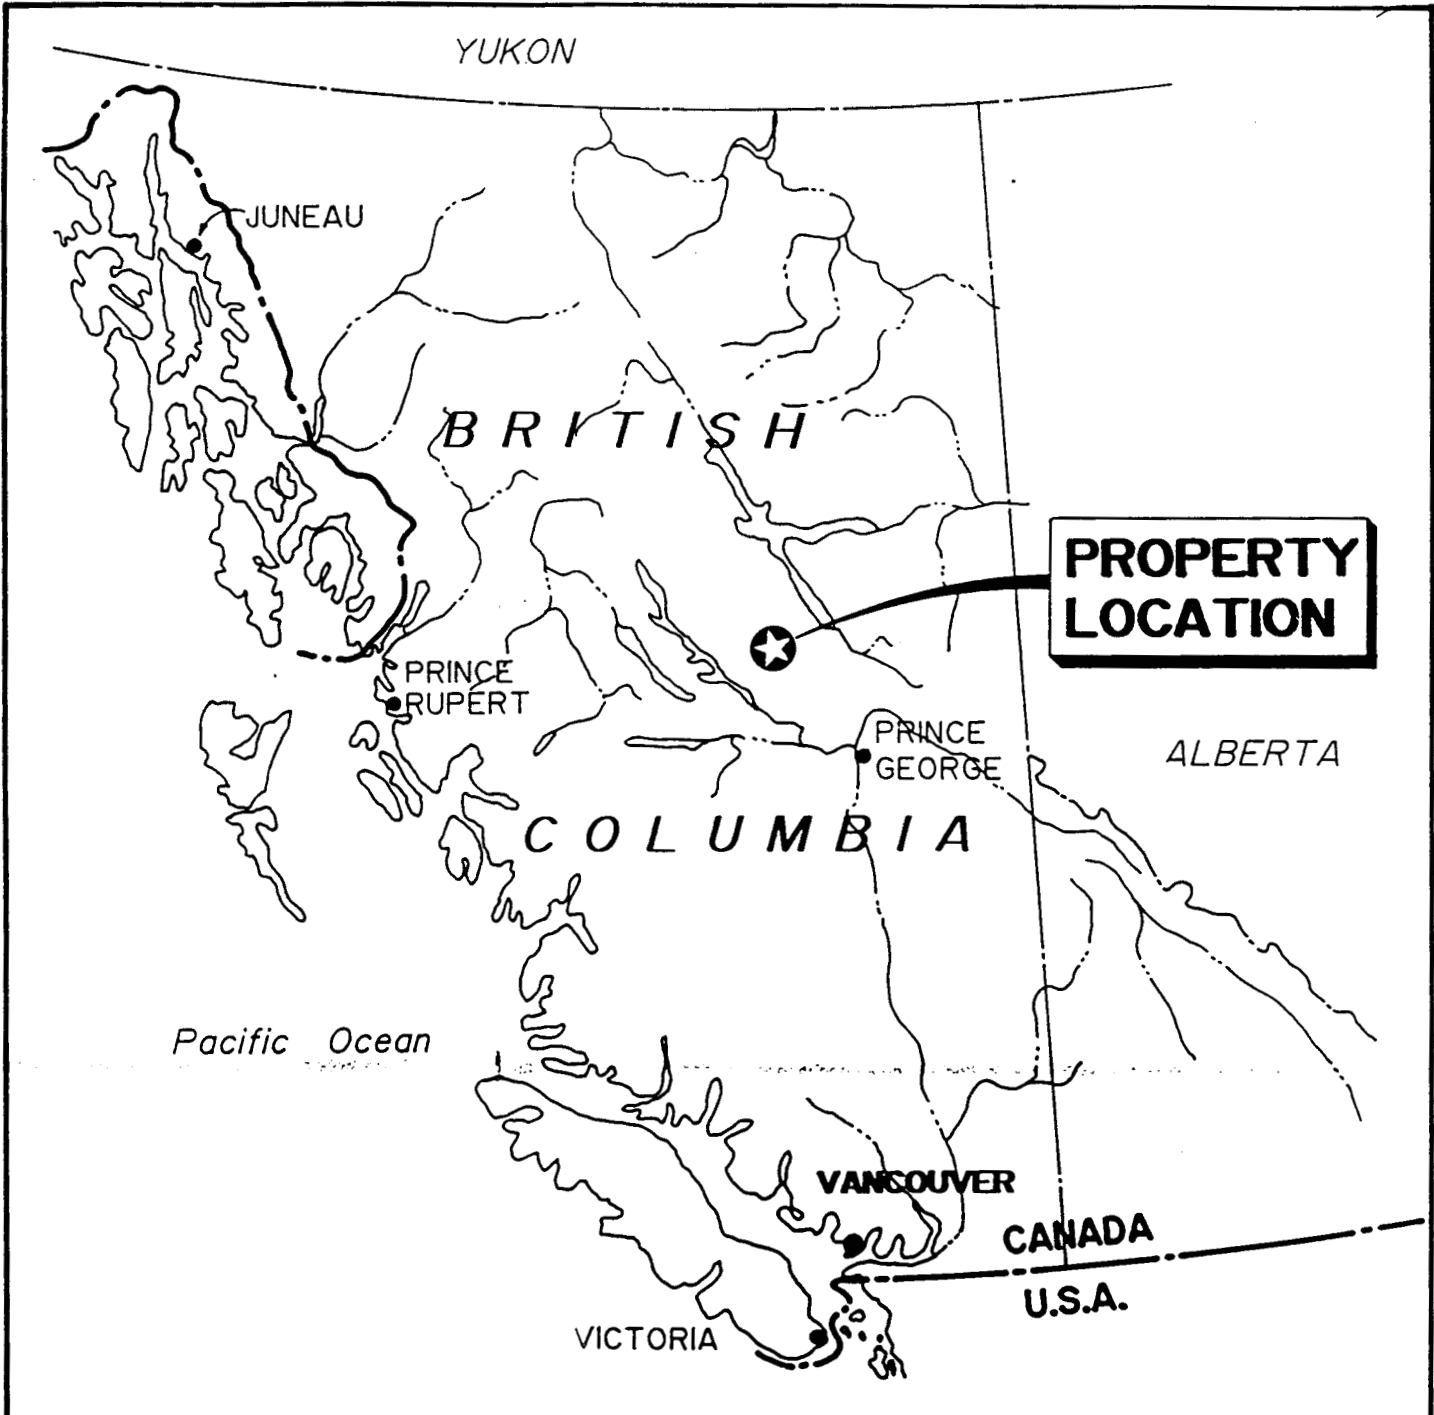 YUKON
JUNEAU
BRITISH
PROPERTY
LOCATION
PRINCE
RUPERT
PRINCE
GEORGE
ALBERTA
COLUMBIA
Pacific Ocean
VANCOUVER
CANADA
U.S.A.
VICTORIA